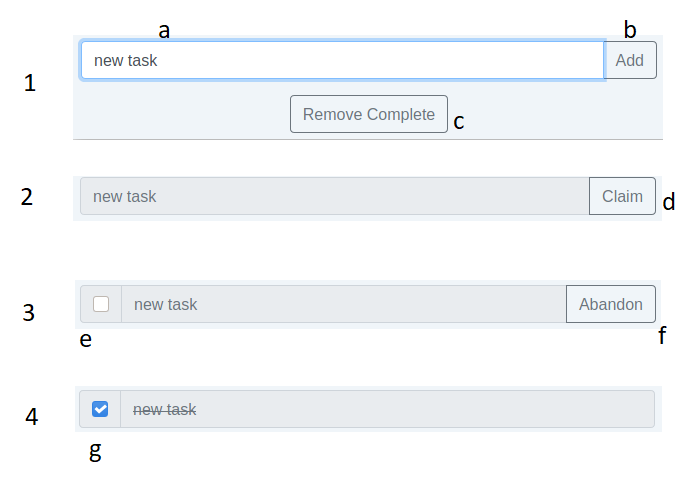 a b
1 new task Add
Remove Complete c
2 new task Claim d
3 new task Abandon
e f
4 new task
g